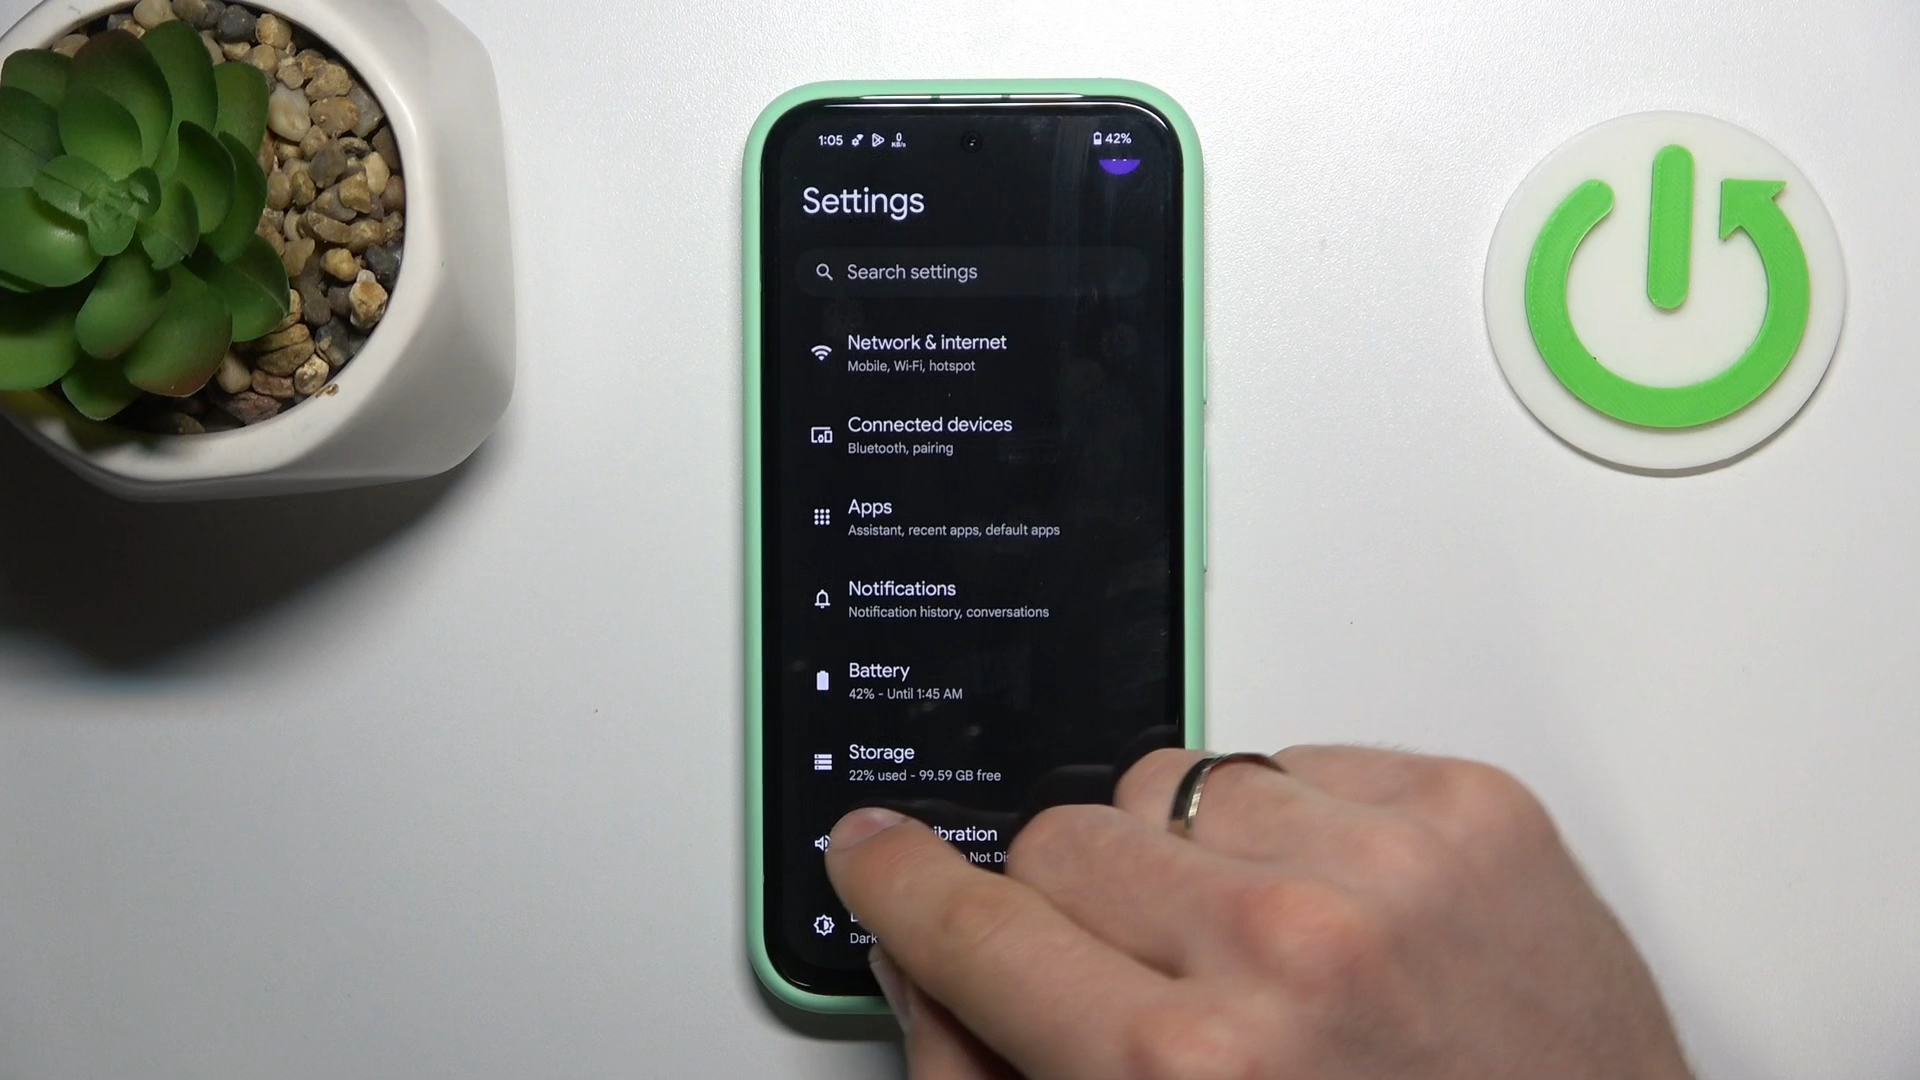 1:05 0 KB/s 42%
Settings
Search settings
Network & internet
Mobile, Wi-Fi, hotspot
Connected devices
Bluetooth, pairing
Apps
Assistant, recent apps, default apps
Notifications
Notification history, conversations
Battery
42% - Until 1:45 AM
Storage
22% used - 99.59 GB free
ibration
Not Di
Dark